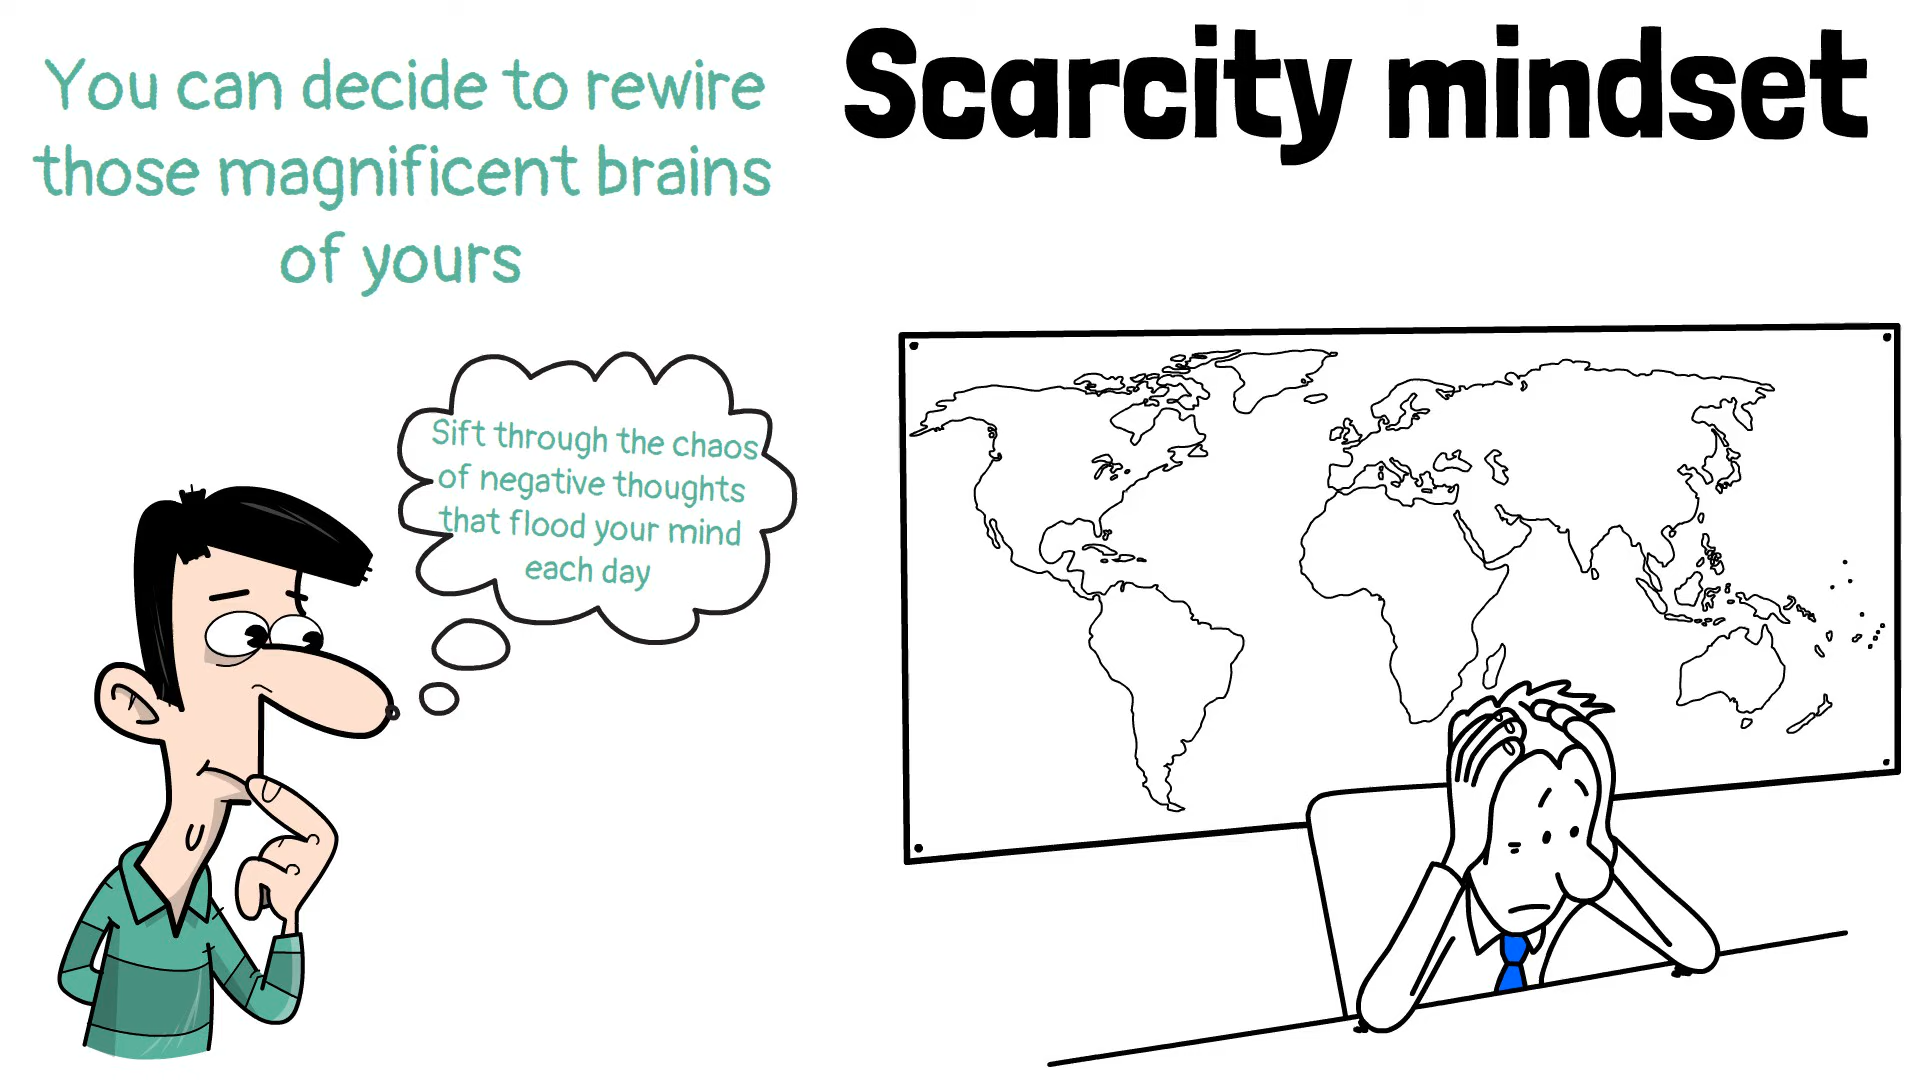 You can decide to rewire
those magnificent brains
of yours
Scarcity mindset
Sift through the chaos
of negative thoughts
that flood your mind
each day